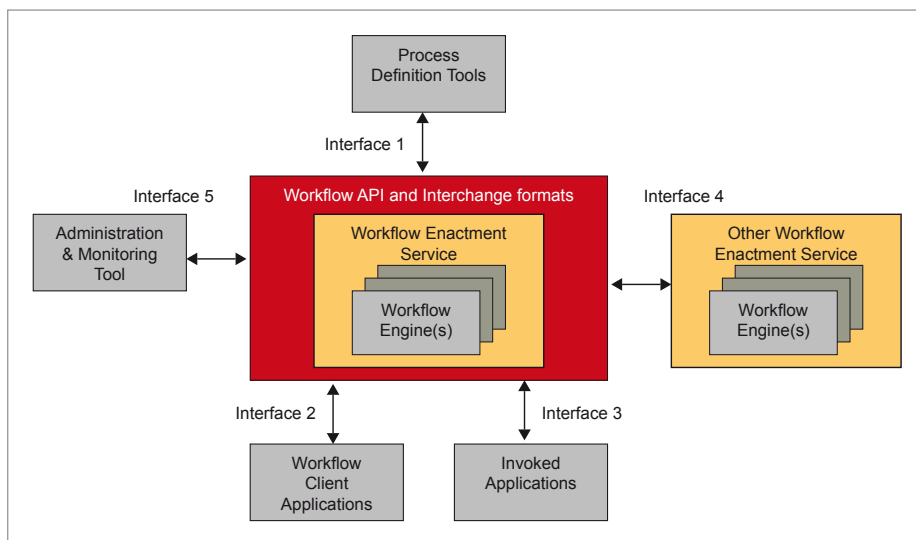 Process
Definition Tools
Interface 1
Interface 5
Workflow API and Interchange formats
Interface 4
Administration
& Monitoring
Tool
Workflow Enactment
Service
Workflow
Engine(s)
Other Workflow
Enactment Service
Workflow
Engine(s)
Interface 2
Interface 3
Workflow
Client
Applications
Invoked
Applications